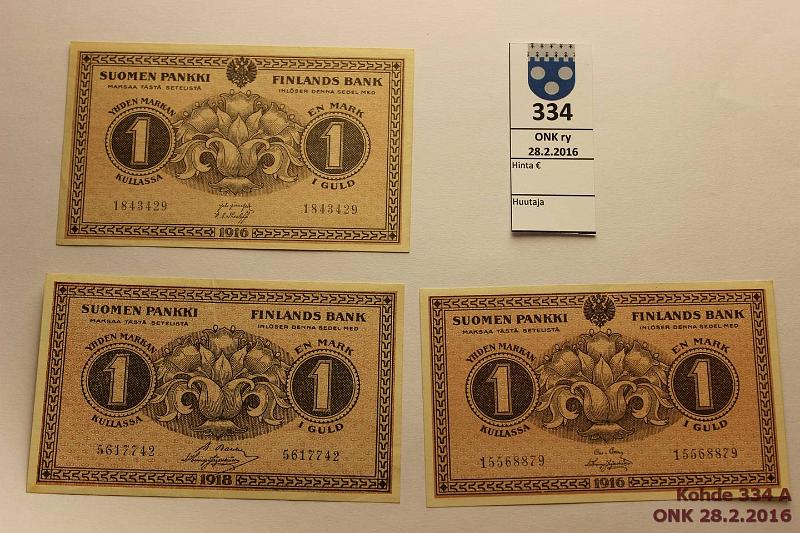 SUOMEN PANKKI FINLANDS BANK
MAKSAA TÄSTÄ SETELISTÄ INLÖSER DENNA SEDEL MED
YHDEN MARKAN EN MARK
1 1
KULLASSA I GULD
1843429 1843429
1916
334
ONK ry
28.2.2016
Hinta €
Huutaja
SUOMEN PANKKI FINLANDS BANK
MAKSAA TÄSTÄ SETELISTÄ INLÖSER DENNA SEDEL MED
YHDEN MARKAN EN MARK
1 1
KULLASSA I GULD
5617742 5617742
1918
SUOMEN PANKKI FINLANDS BANK
MAKSAA TÄSTÄ SETELISTÄ INLÖSER DENNA SEDEL MED
YHDEN MARKAN EN MARK
1 1
KULLASSA I GULD
15568879 15568879
1916
Kohde 334 A
ONK 28.2.2016